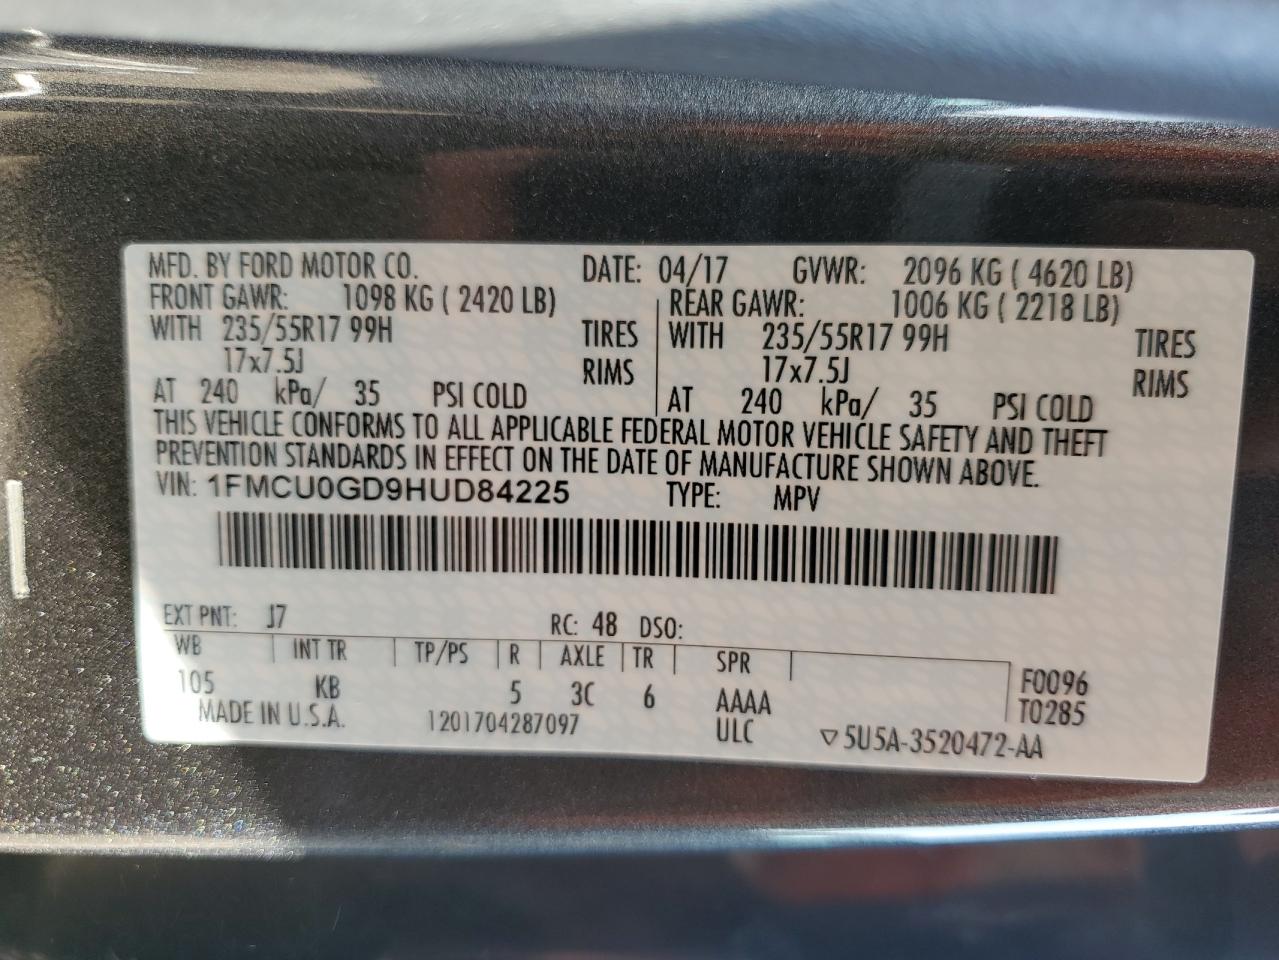 MFD. BY FORD MOTOR CO. DATE: 04/17 GVWR: 2096 KG ( 4620 LB)
FRONT GAWR: 1098 KG ( 2420 LB) REAR GAWR: 1006 KG ( 2218 LB)
WITH 235/55R17 99H TIRES WITH 235/55R17 99H TIRES
17x7.5J RIMS 17x7.5J RIMS
AT 240 kPa/ 35 PSI COLD AT 240 kPa/ 35 PSI COLD
THIS VEHICLE CONFORMS TO ALL APPLICABLE FEDERAL MOTOR VEHICLE SAFETY AND THEFT
PREVENTION STANDARDS IN EFFECT ON THE DATE OF MANUFACTURE SHOWN ABOVE.
VIN: 1FMCU0GD9HUD84225 TYPE: MPV
EXT PNT: J7 RC: 48 DSO:
WB INT TR TP/PS R AXLE TR SPR
105 KB 5 3C 6 AAAA F0096
MADE IN U.S.A. 1201704287097 ULC ▽5U5A-3520472-AA T0285